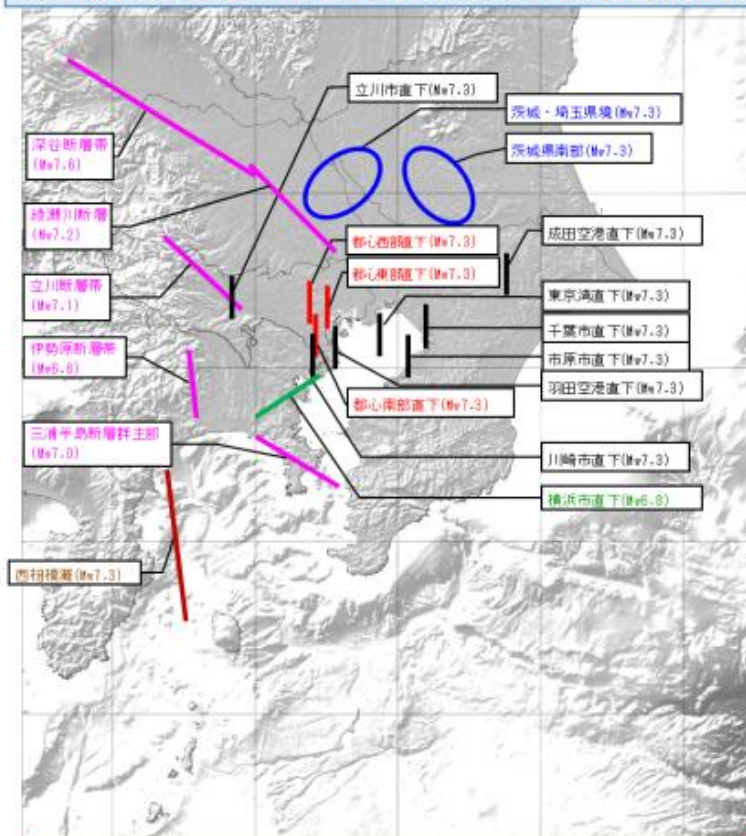 立川市直下(Mw7.3)
茨城・埼玉県境(Mw7.3)
深谷断層帯
(Mw7.6)
茨城県南部(Mw7.3)
綾瀬川断層
(Mw7.2)
都心西部直下(Mw7.3)
成田空港直下(Mw7.3)
都心東部直下(Mw7.3)
立川断層帯
(Mw7.1)
東京湾直下(Mw7.3)
千葉市直下(Mw7.3)
伊勢原断層帯
(Mw6.8)
市原市直下(Mw7.3)
羽田空港直下(Mw7.3)
都心南部直下(Mw7.3)
三浦半島断層群主部
(Mw7.0)
川崎市直下(Mw7.3)
横浜市直下(Mw6.8)
西相模灘(Mw7.3)